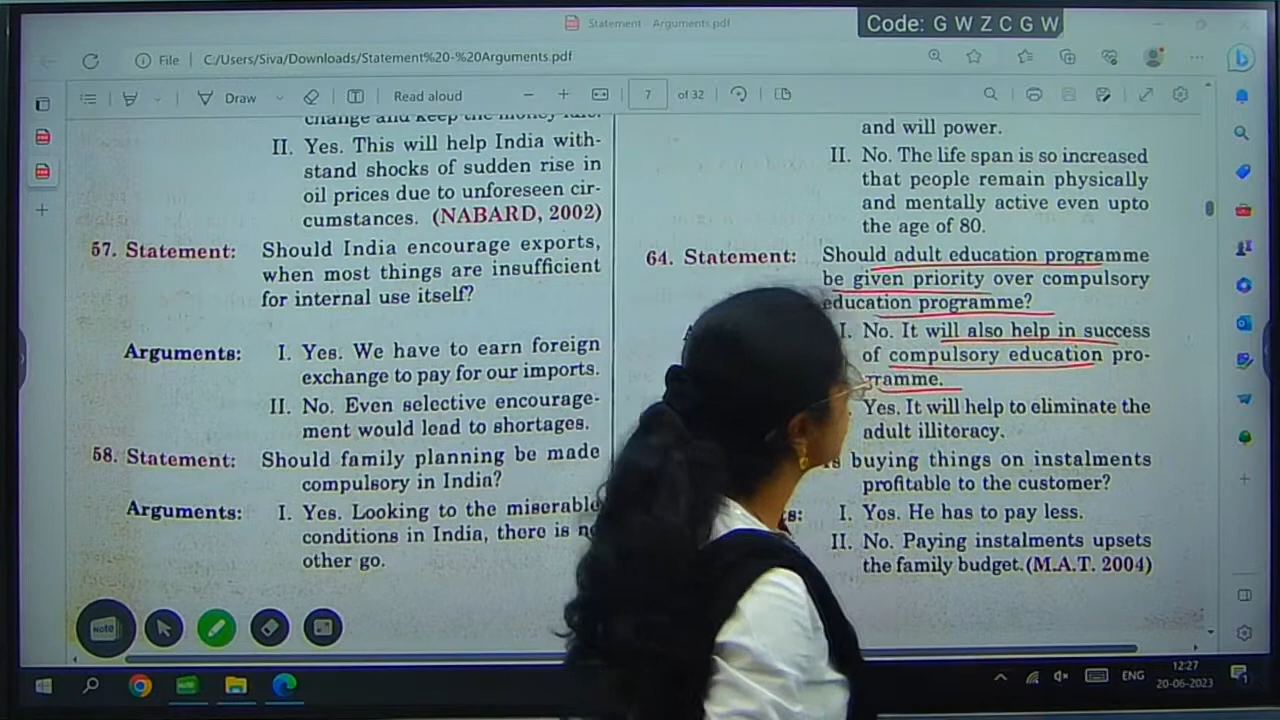 Statement - Arguments.pdf
Code: G W Z C G W
File
C:/Users/Siva/Downloads/Statement%20-%20Arguments.pdf
Draw
Read aloud
7
of 32
change and keep the money
II. Yes. This will help India with-
stand shocks of sudden rise in
oil prices due to unforeseen cir-
cumstances. (NABARD, 2002)
57. Statement: Should India encourage exports,
when most things are insufficient
for internal use itself?
Arguments: I. Yes. We have to earn foreign
exchange to pay for our imports.
II. No. Even selective encourage-
ment would lead to shortages.
58. Statement: Should family planning be made
compulsory in India?
Arguments: I. Yes. Looking to the miserable
conditions in India, there is no
other go.
and will power.
II. No. The life span is so increased
that people remain physically
and mentally active even upto
the age of 80.
64. Statement: Should adult education programme
be given priority over compulsory
education programme?
I. No. It will also help in success
of compulsory education pro-
ramme.
Yes. It will help to eliminate the
adult illiteracy.
s buying things on instalments
profitable to the customer?
s: I. Yes. He has to pay less.
II. No. Paying instalments upsets
the family budget.(M.A.T. 2004)
NOTE
ENG
12:27
20-06-2023